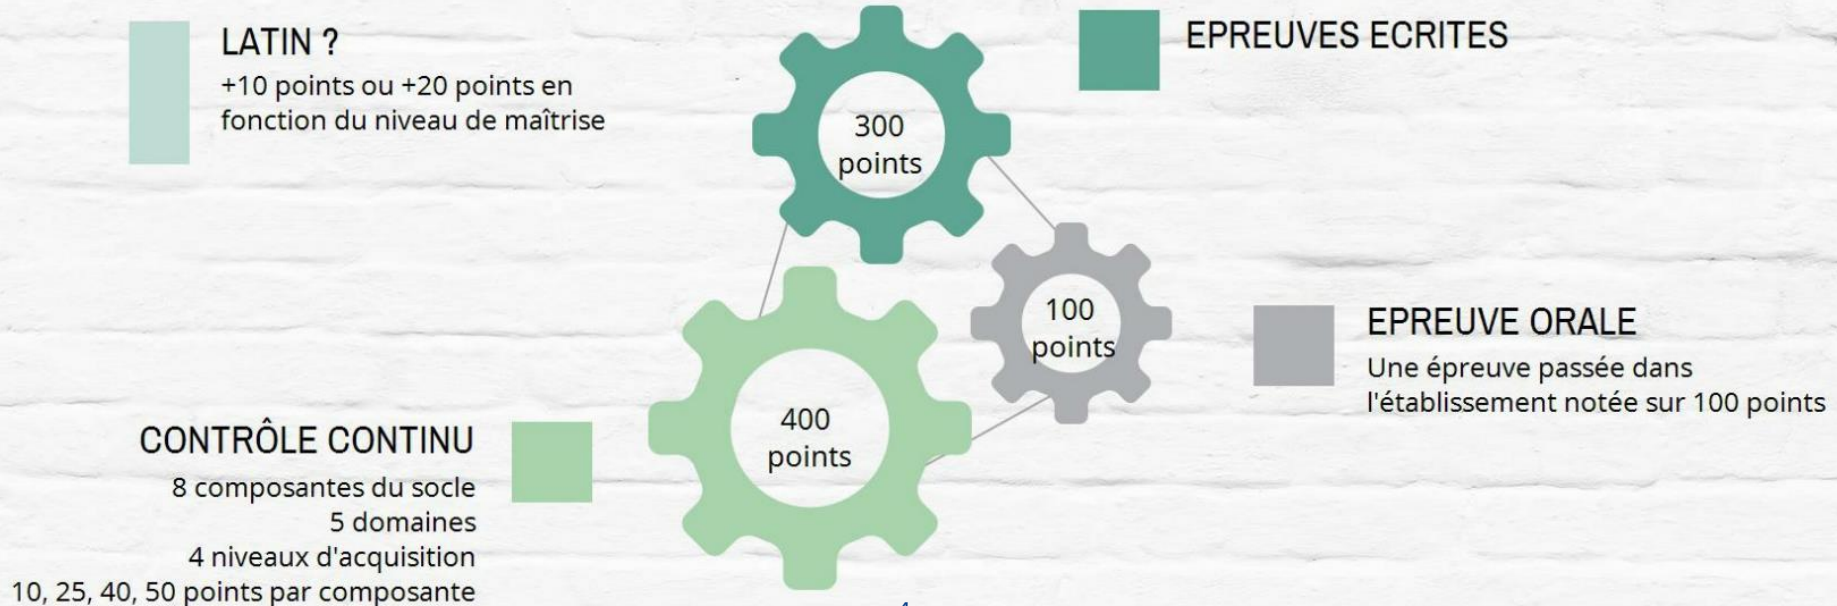 LATIN ?
+10 points ou +20 points en
fonction du niveau de maîtrise
300
points
EPREUVES ECRITES
100
points
EPREUVE ORALE
Une épreuve passée dans
l'établissement notée sur 100 points
400
points
CONTRÔLE CONTINU
8 composantes du socle
5 domaines
4 niveaux d'acquisition
10, 25, 40, 50 points par composante